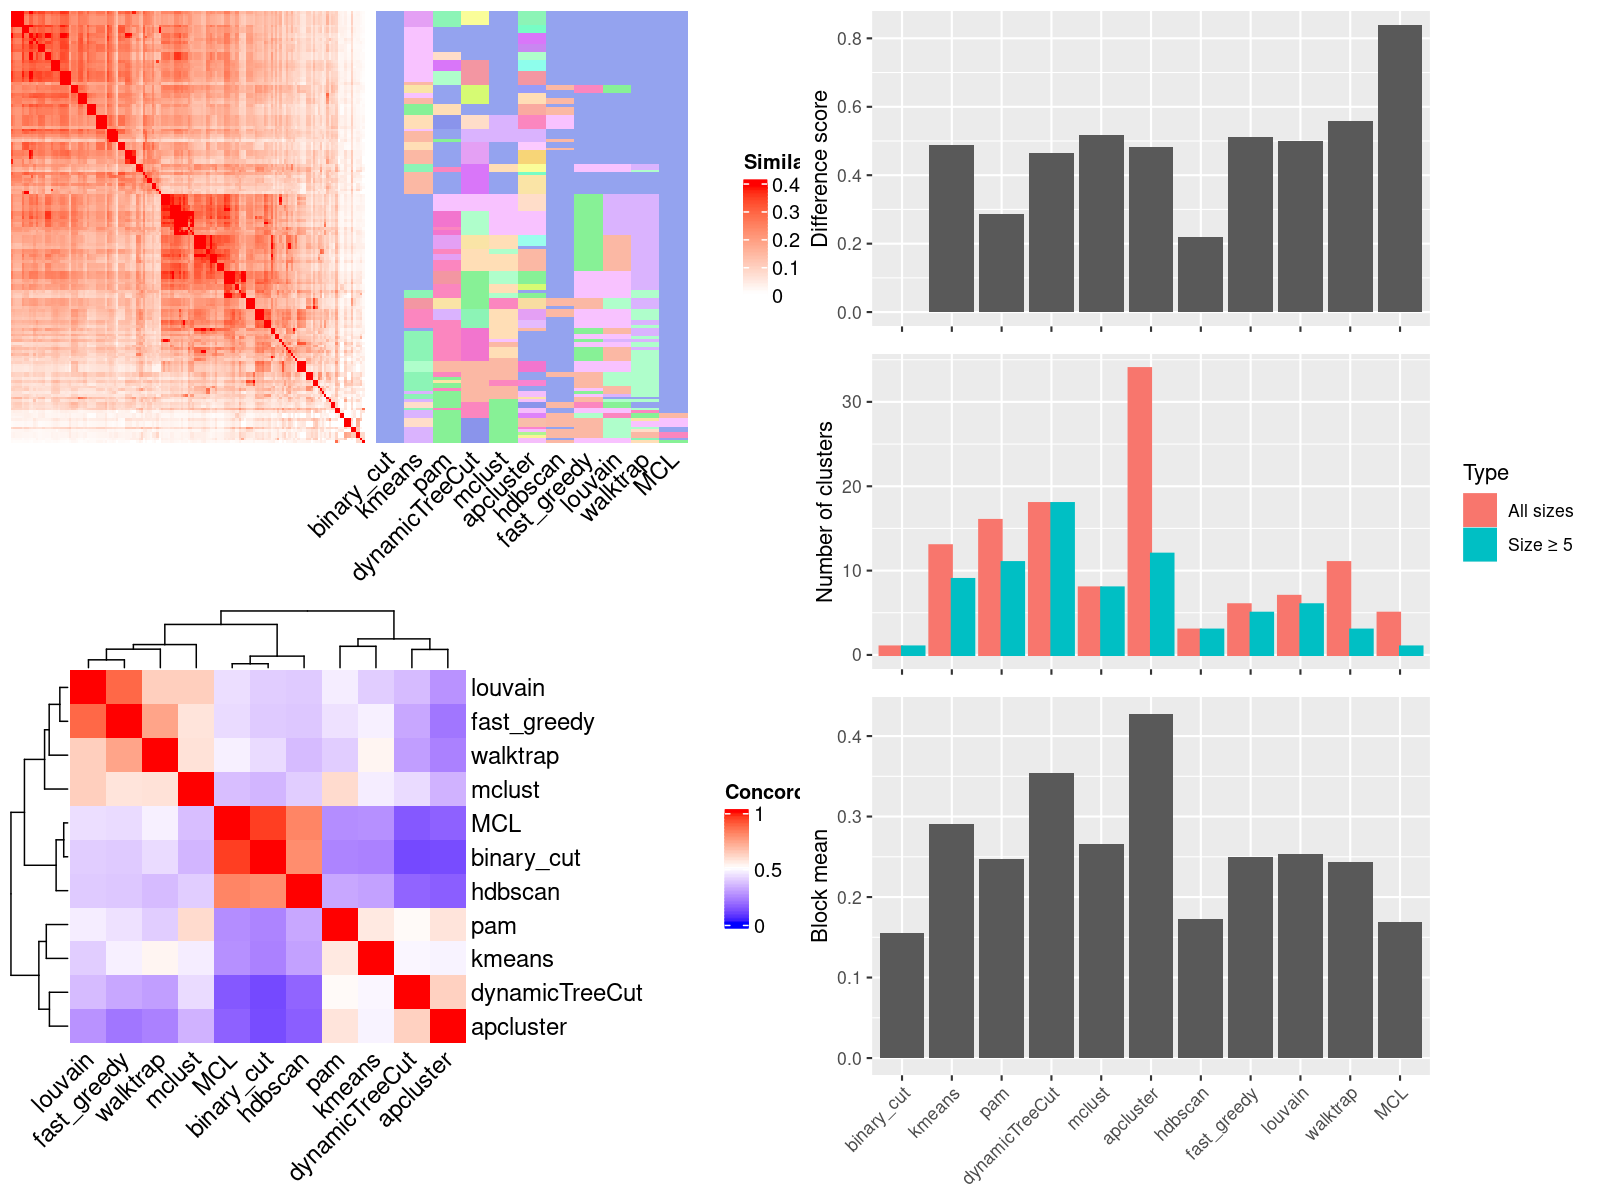 Simila
0.4
0.3
0.2
0.1
0
binary_cut
kmeans
pam
dynamicTreeCut
mclust
apcluster
hdbscan
fast_greedy
louvain
walktrap
MCL
Difference score
0.8
0.6
0.4
0.2
0.0
Number of clusters
30
20
10
0
Type
All sizes
Size ≥ 5
louvain
fast_greedy
walktrap
mclust
MCL
binary_cut
hdbscan
pam
kmeans
dynamicTreeCut
apcluster
louvain
fast_greedy
walktrap
mclust
MCL
binary_cut
hdbscan
pam
kmeans
dynamicTreeCut
apcluster
Concord
1
0.5
0
Block mean
0.4
0.3
0.2
0.1
0.0
binary_cut
kmeans
pam
dynamicTreeCut
mclust
apcluster
hdbscan
fast_greedy
louvain
walktrap
MCL